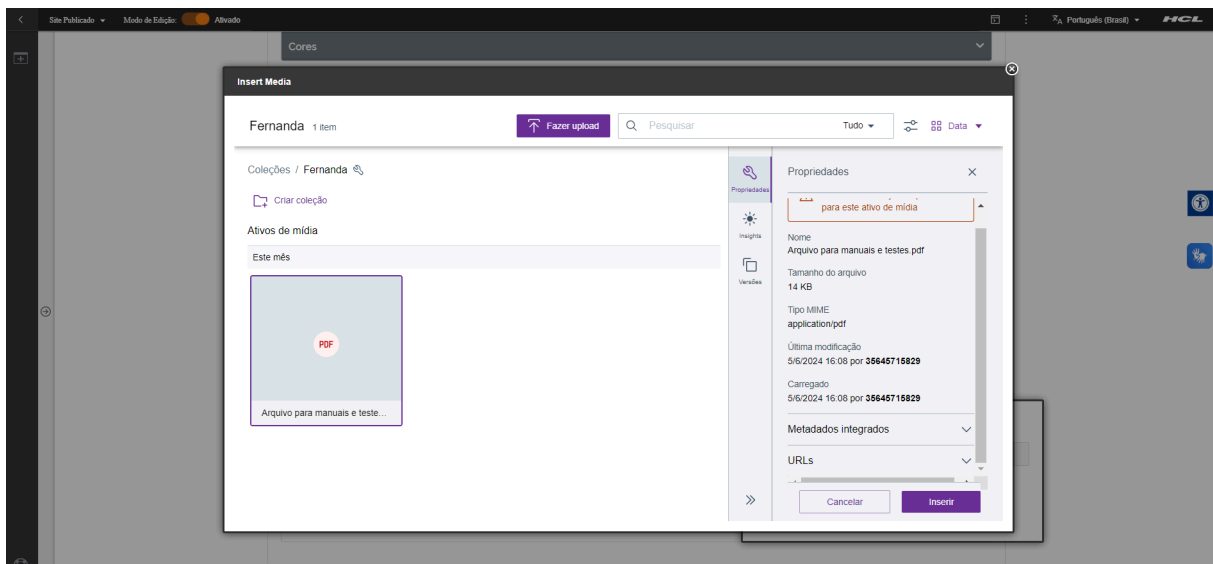 Site Publicado
Modo de Edição:
Ativado
Português (Brasil)
HCL
Cores
Insert Media
Fernanda 1 item
Fazer upload
Pesquisar
Tudo
Data
Coleções / Fernanda
Criar coleção
Ativos de mídia
Este mês
PDF
Arquivo para manuais e teste...
Propriedades
Insights
Versões
Propriedades
para este ativo de mídia
Nome
Arquivo para manuais e testes.pdf
Tamanho do arquivo
14 KB
Tipo MIME
application/pdf
Última modificação
5/6/2024 16:08 por 35645715829
Carregado
5/6/2024 16:08 por 35645715829
Metadados integrados
URLs
Cancelar
Inserir